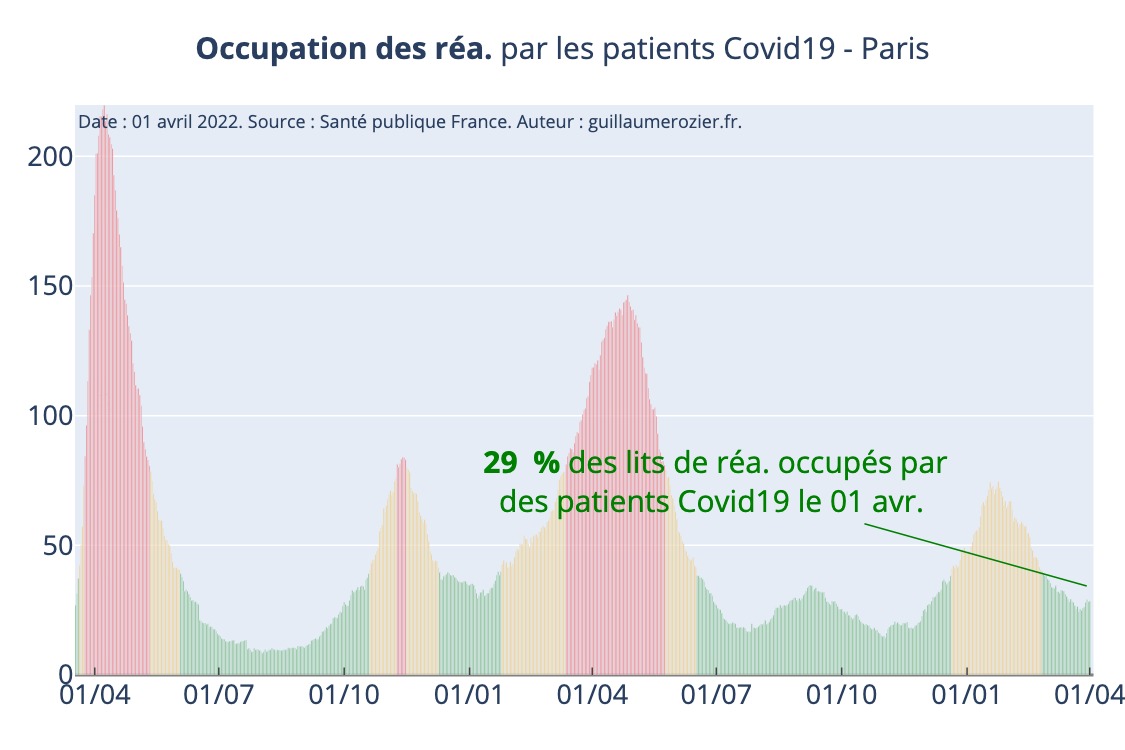 Occupation des réa. par les patients Covid19 - Paris
Date : 01 avril 2022. Source : Santé publique France. Auteur : guillaumerozier.fr.
200
150
100
29  % des lits de réa. occupés par
des patients Covid19 le 01 avr.
50
0
01/04 01/07 01/10 01/01 01/04 01/07 01/10 01/01 01/04